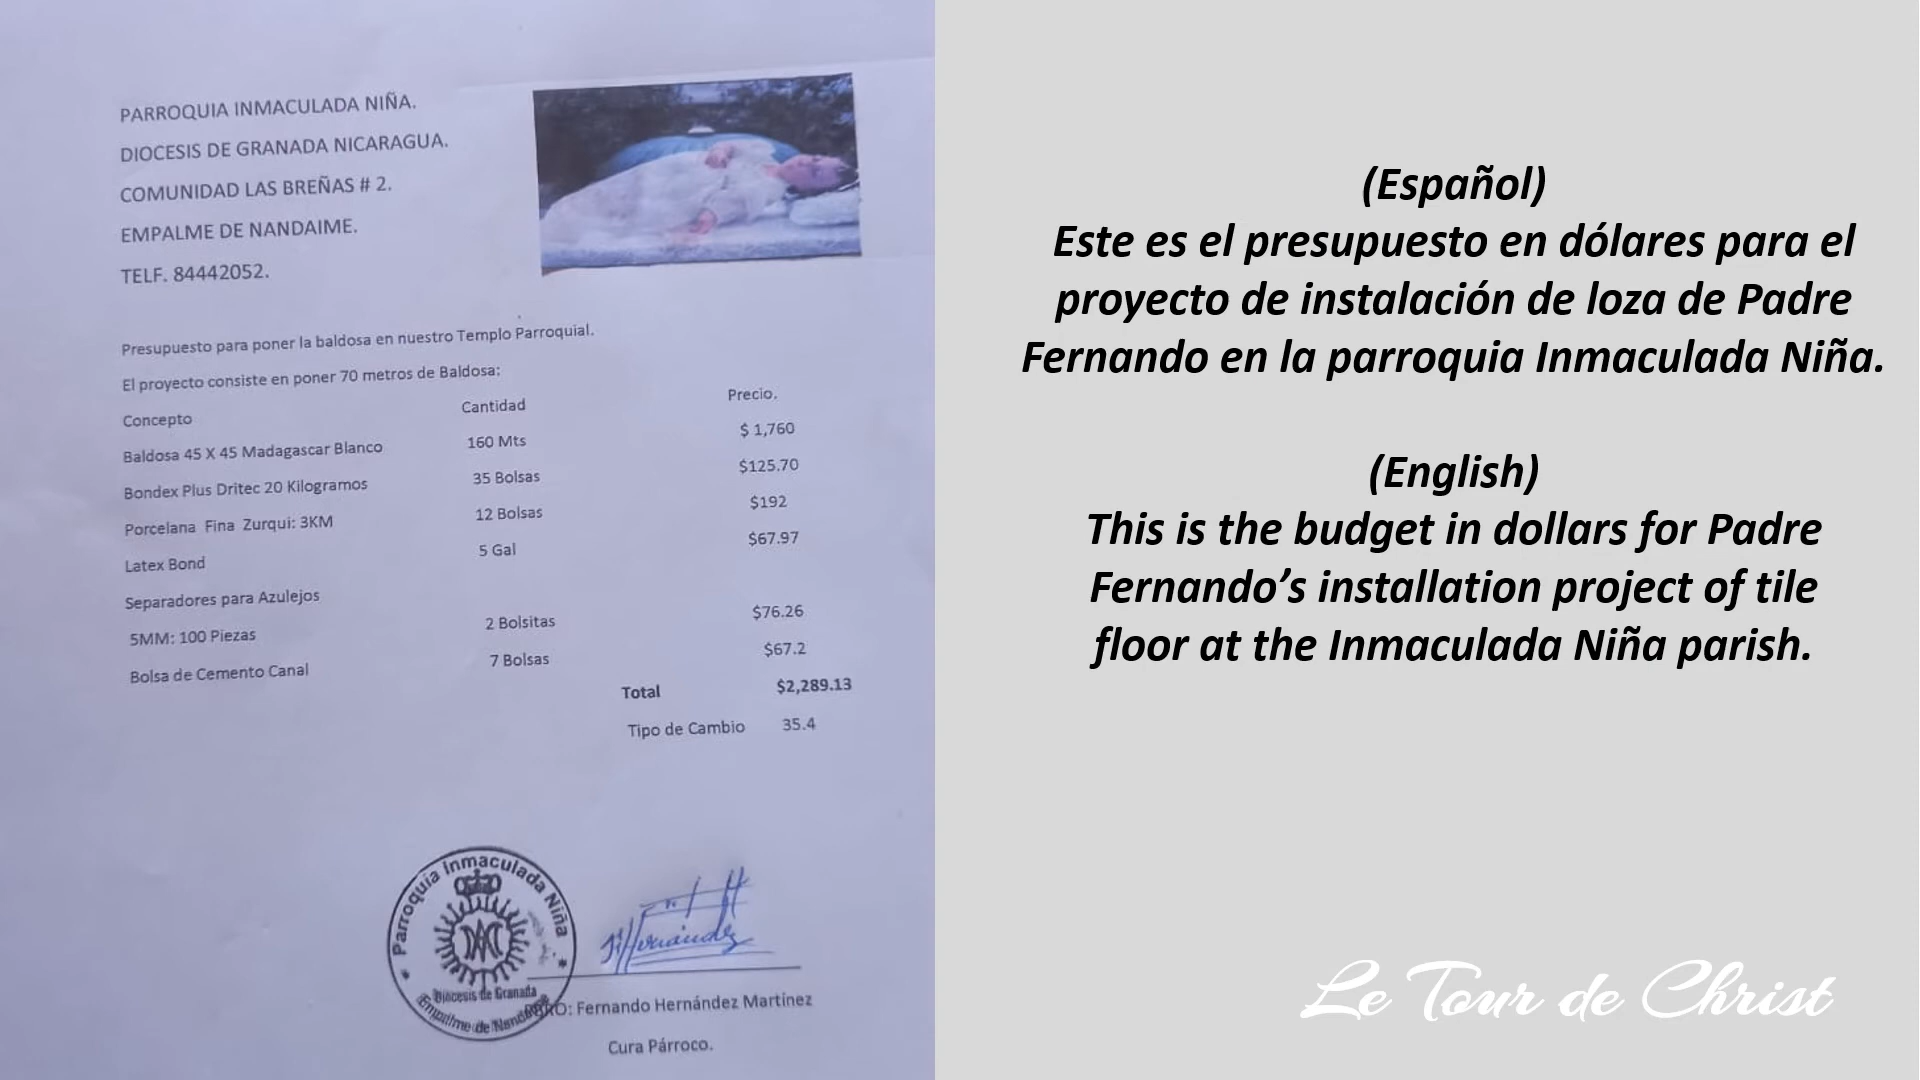 PARROQUIA INMACULADA NIÑA.
DIOCESIS DE GRANADA NICARAGUA.
COMUNIDAD LAS BREÑAS # 2.
EMPALME DE NANDAIME.
TELF. 84442052.
Presupuesto para poner la baldosa en nuestro Templo Parroquial.
El proyecto consiste en poner 70 metros de Baldosa:
Concepto Cantidad Precio.
Baldosa 45 X 45 Madagascar Blanco 160 Mts $ 1,760
Bondex Plus Dritec 20 Kilogramos 35 Bolsas $125.70
Porcelana Fina Zurqui: 3KM 12 Bolsas $192
Latex Bond 5 Gal $67.97
Separadores para Azulejos
5MM: 100 Piezas 2 Bolsitas $76.26
Bolsa de Cemento Canal 7 Bolsas $67.2
Total $2,289.13
Tipo de Cambio 35.4
Parroquia Inmaculada Niña
Diócesis de Granada
Empalme de Nandaime
Hernández
: Fernando Hernández Martínez
Cura Párroco.
(Español)
Este es el presupuesto en dólares para el
proyecto de instalación de loza de Padre
Fernando en la parroquia Inmaculada Niña.
(English)
This is the budget in dollars for Padre
Fernando’s installation project of tile
floor at the Inmaculada Niña parish.
Le Tour de Christ